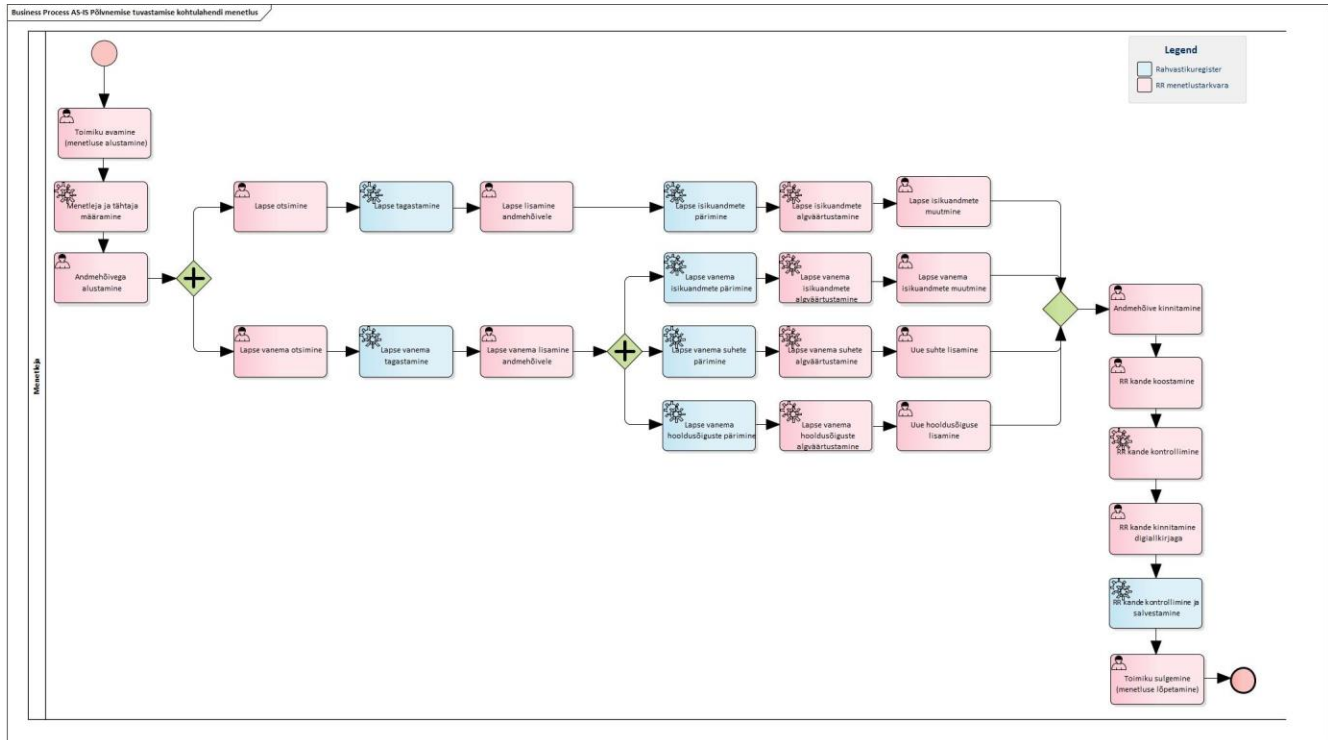 Business Process AS-IS Põlvnemise tuvastamise kohtulahendi menetlus
Menetleja
Legend
Rahvastikuregister
RR menetlustarkvara
Toimiku avamine
(menetluse alustamine)
Menetleja ja tähtaja
määramine
Andmehõivega
alustamine
Lapse otsimine
Lapse tagastamine
Lapse lisamine
andmehõivele
Lapse isikuandmete
pärimine
Lapse isikuandmete
algväärtustamine
Lapse isikuandmete
muutmine
Lapse vanema
isikuandmete pärimine
Lapse vanema
isikuandmete
algväärtustamine
Lapse vanema
isikuandmete muutmine
Lapse vanema otsimine
Lapse vanema
tagastamine
Lapse vanema lisamine
andmehõivele
Lapse vanema suhete
pärimine
Lapse vanema suhete
algväärtustamine
Uue suhte lisamine
Lapse vanema
hooldusõiguste pärimine
Lapse vanema
hooldusõiguste
algväärtustamine
Uue hooldusõiguse
lisamine
Andmehõive kinnitamine
RR kande koostamine
RR kande kontrollimine
RR kande kinnitamine
digiallkirjaga
RR kande kontrollimine ja
salvestamine
Toimiku sulgemine
(menetluse lõpetamine)